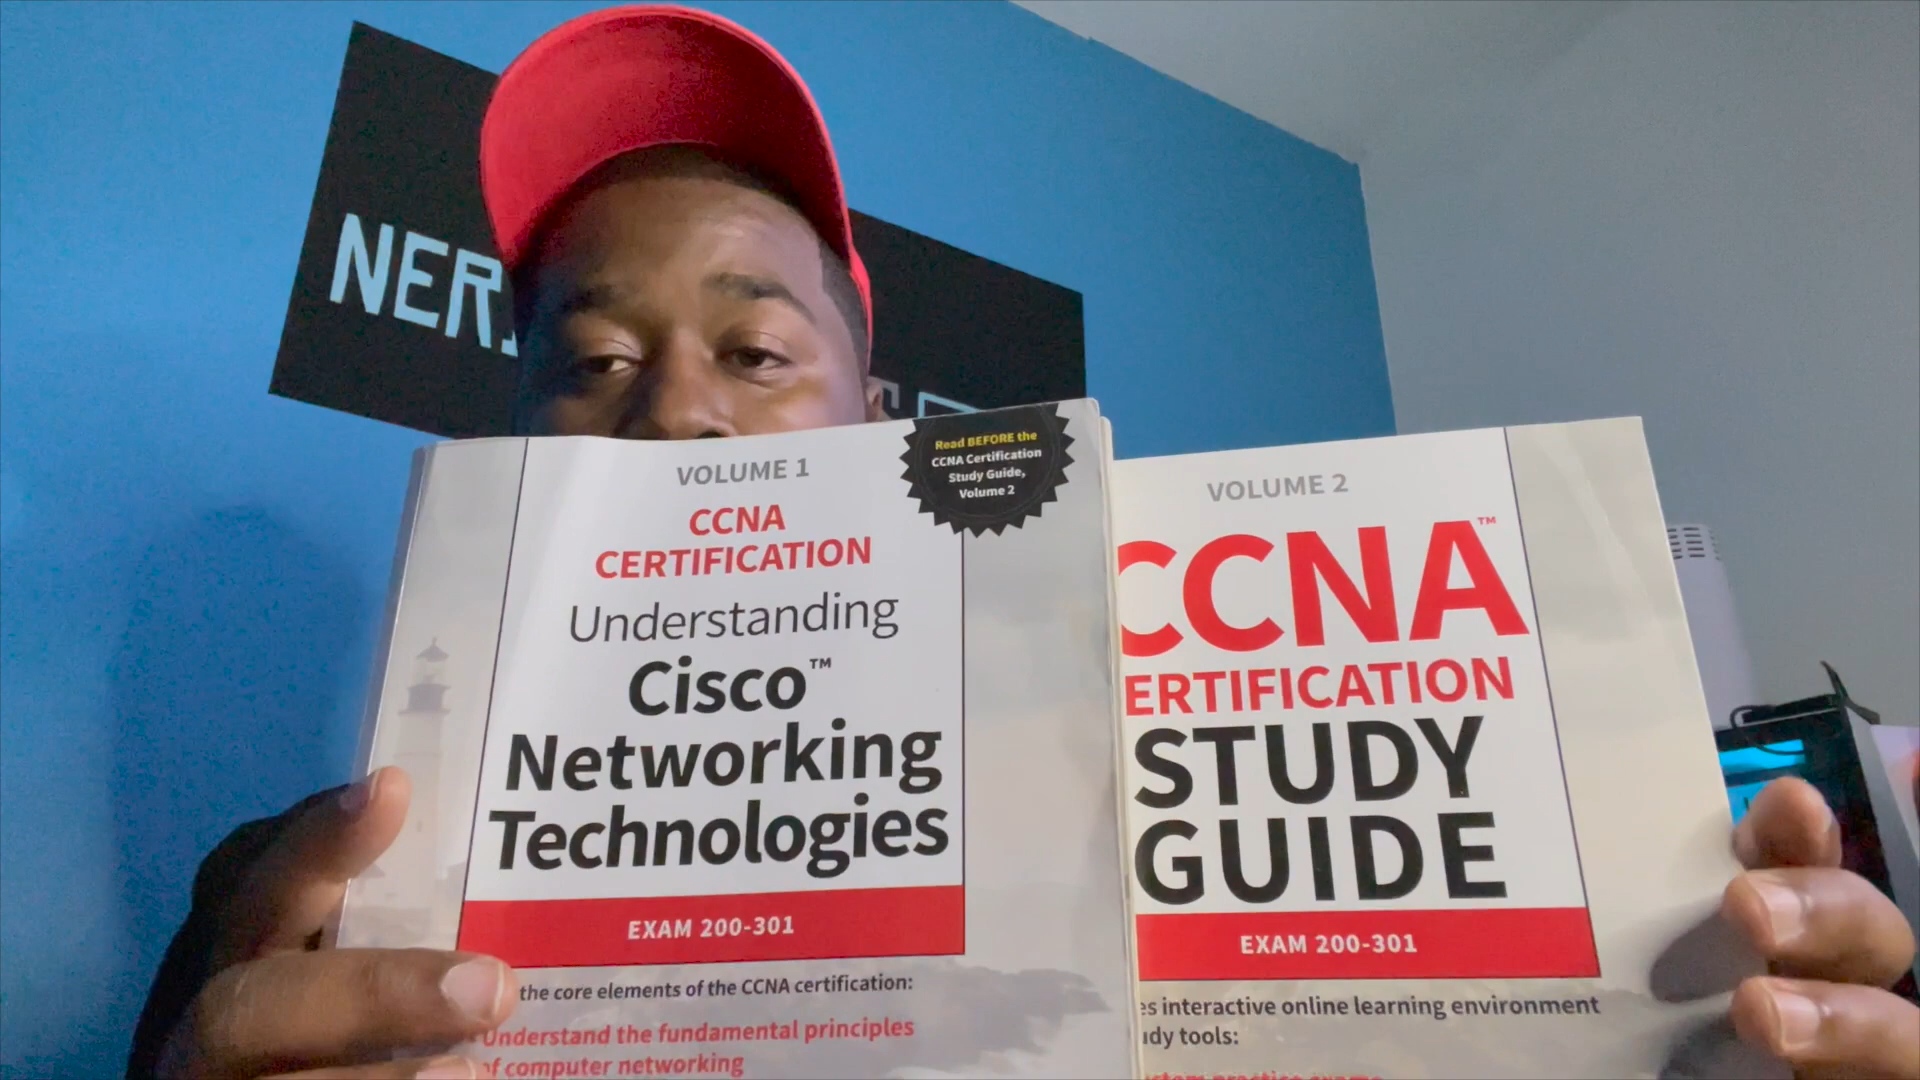 VOLUME 1
CCNA
CERTIFICATION
Understanding
Cisco™
Networking
Technologies
EXAM 200-301
the core elements of the CCNA certification:
Understand the fundamental principles
of computer networking
Read BEFORE the
CCNA Certification
Study Guide,
Volume 2
VOLUME 2
CCNA™
ERTIFICATION
STUDY
GUIDE
EXAM 200-301
es interactive online learning environment
udy tools: